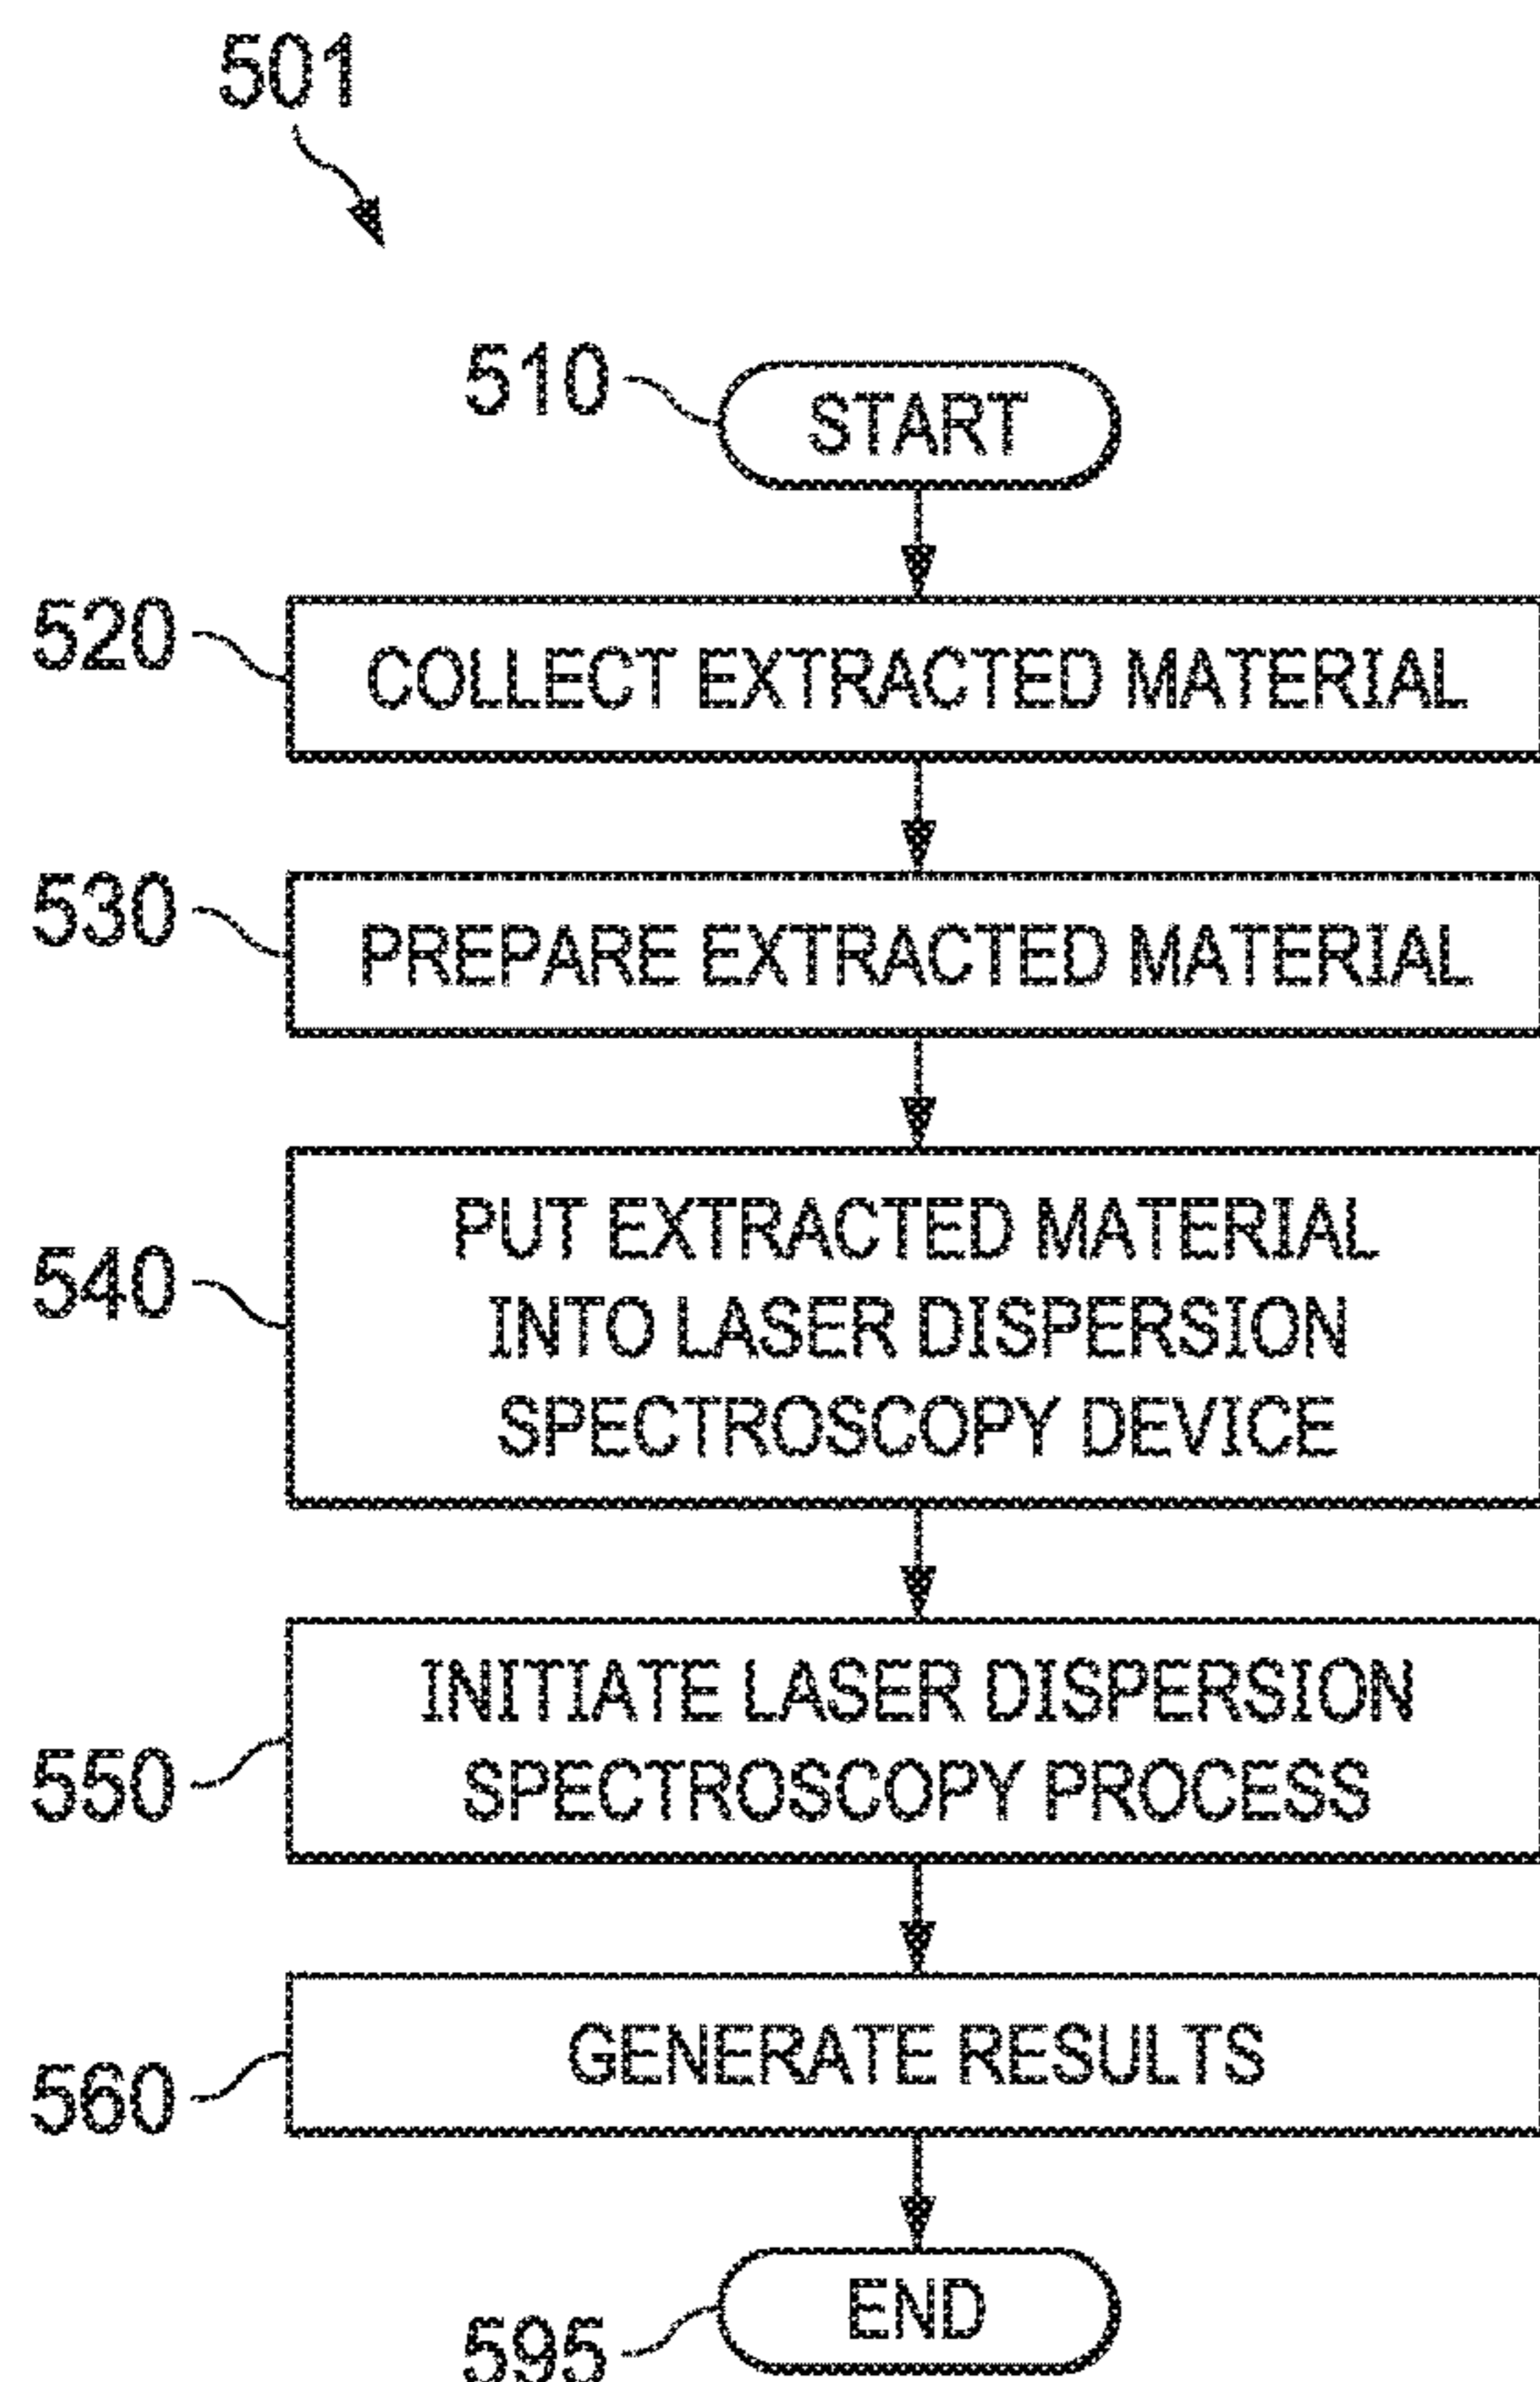 501
510
START
520
COLLECT EXTRACTED MATERIAL
530
PREPARE EXTRACTED MATERIAL
540
PUT EXTRACTED MATERIAL
INTO LASER DISPERSION
SPECTROSCOPY DEVICE
550
INITIATE LASER DISPERSION
SPECTROSCOPY PROCESS
560
GENERATE RESULTS
595
END